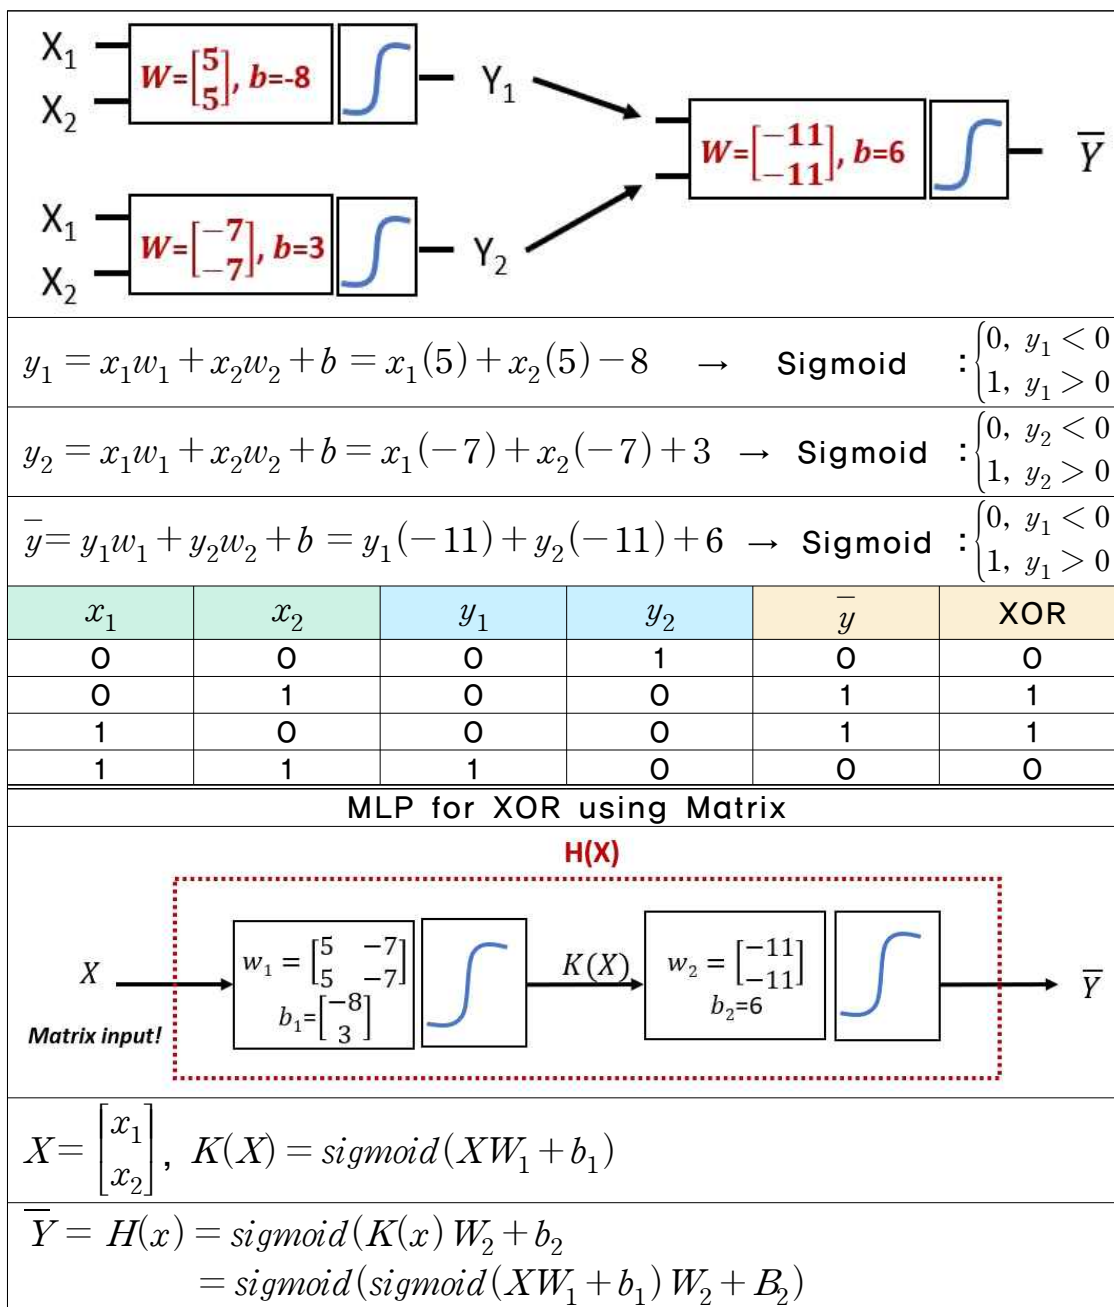 X₁
W=[5 5], b=-8
X₂
Y₁
W=[−11 −11], b=6
Y̅
X₁
W=[−7 −7], b=3
X₂
Y₂
y₁ = x₁w₁ + x₂w₂ + b = x₁(5) + x₂(5) − 8 → Sigmoid : {0, y₁ < 0 1, y₁ > 0
y₂ = x₁w₁ + x₂w₂ + b = x₁(−7) + x₂(−7) + 3 → Sigmoid : {0, y₂ < 0 1, y₂ > 0
y̅ = y₁w₁ + y₂w₂ + b = y₁(−11) + y₂(−11) + 6 → Sigmoid : {0, y₁ < 0 1, y₁ > 0
x₁ x₂ y₁ y₂ y̅ XOR
0 0 0 1 0 0
0 1 0 0 1 1
1 0 0 0 1 1
1 1 1 0 0 0
MLP for XOR using Matrix
H(X)
X
Matrix input!
w₁ = [5 −7 5 −7]
b₁=[−8 3]
K(X)
w₂ = [−11 −11]
b₂=6
Y̅
X = [x₁ x₂], K(X) = sigmoid(XW₁ + b₁)
Y̅ = H(x) = sigmoid(K(x) W₂ + b₂
= sigmoid(sigmoid(XW₁ + b₁) W₂ + B₂)